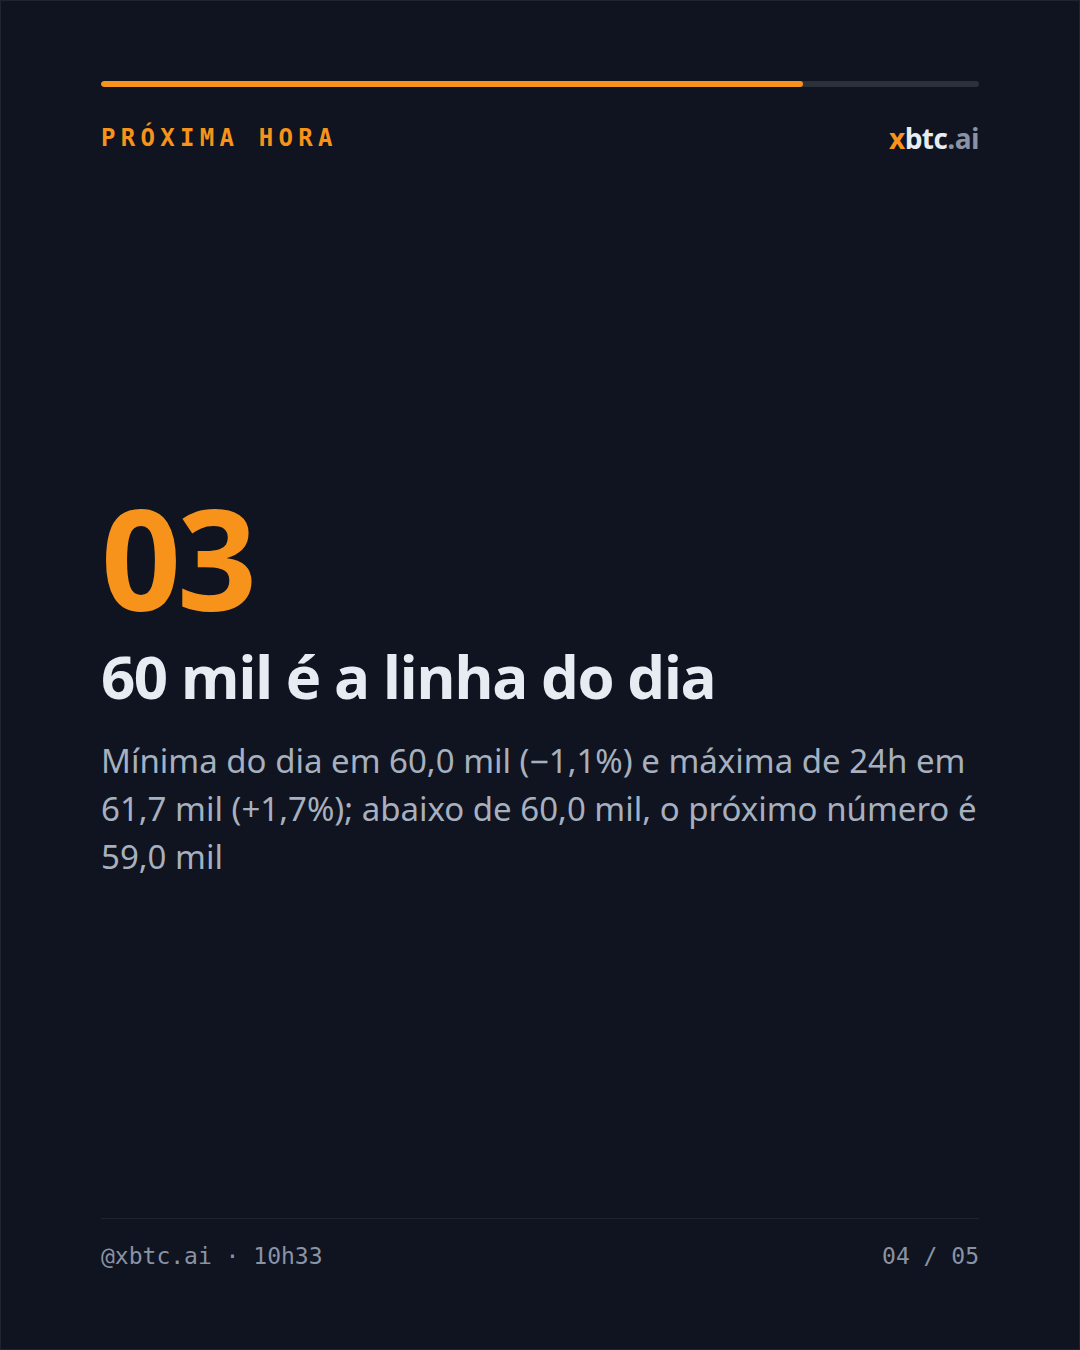 PRÓXIMA HORA
xbtc.ai
03
60 mil é a linha do dia
Mínima do dia em 60,0 mil (−1,1%) e máxima de 24h em
61,7 mil (+1,7%); abaixo de 60,0 mil, o próximo número é
59,0 mil
@xbtc.ai · 10h33
04 / 05